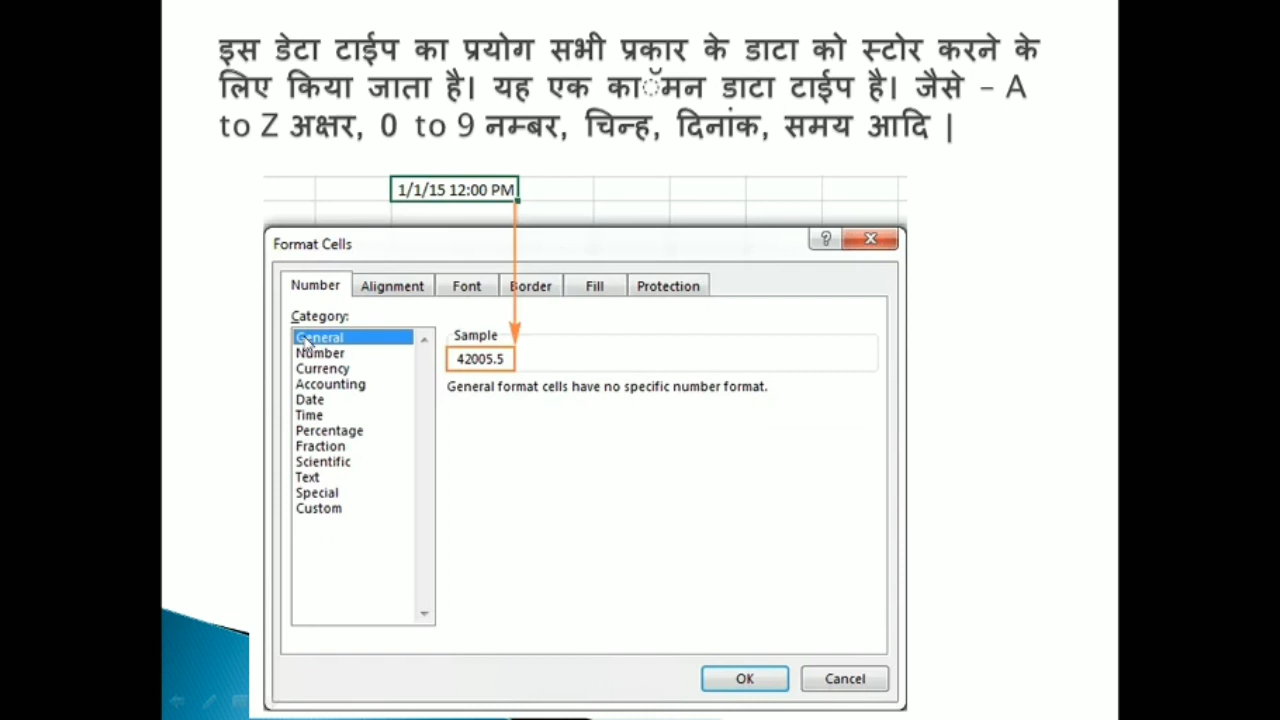 इस डेटा टाईप का प्रयोग सभी प्रकार के डाटा को स्टोर करने के
लिए किया जाता है। यह एक काॅमन डाटा टाईप है। जैसे – A
to Z अक्षर, 0 to 9 नम्बर, चिन्ह, दिनांक, समय आदि |
1/1/15 12:00 PM
Format Cells
?
Number Alignment Font Border Fill Protection
Category:
General
Number
Currency
Accounting
Date
Time
Percentage
Fraction
Scientific
Text
Special
Custom
Sample
42005.5
General format cells have no specific number format.
OK Cancel